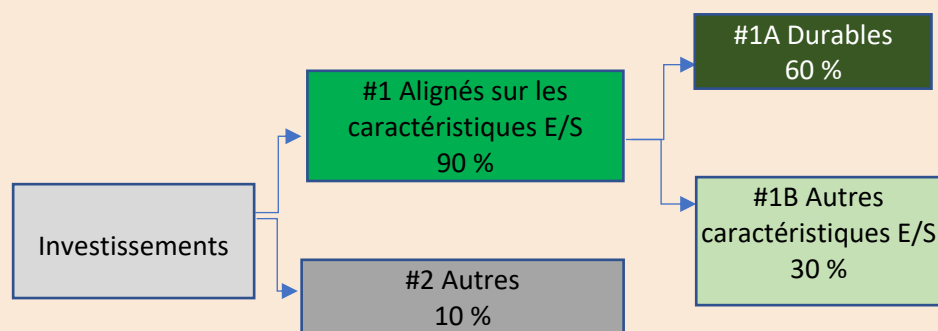 #1A Durables
60 %
#1 Alignés sur les
caractéristiques E/S
90 %
#1B Autres
caractéristiques E/S
30 %
Investissements
#2 Autres
10 %